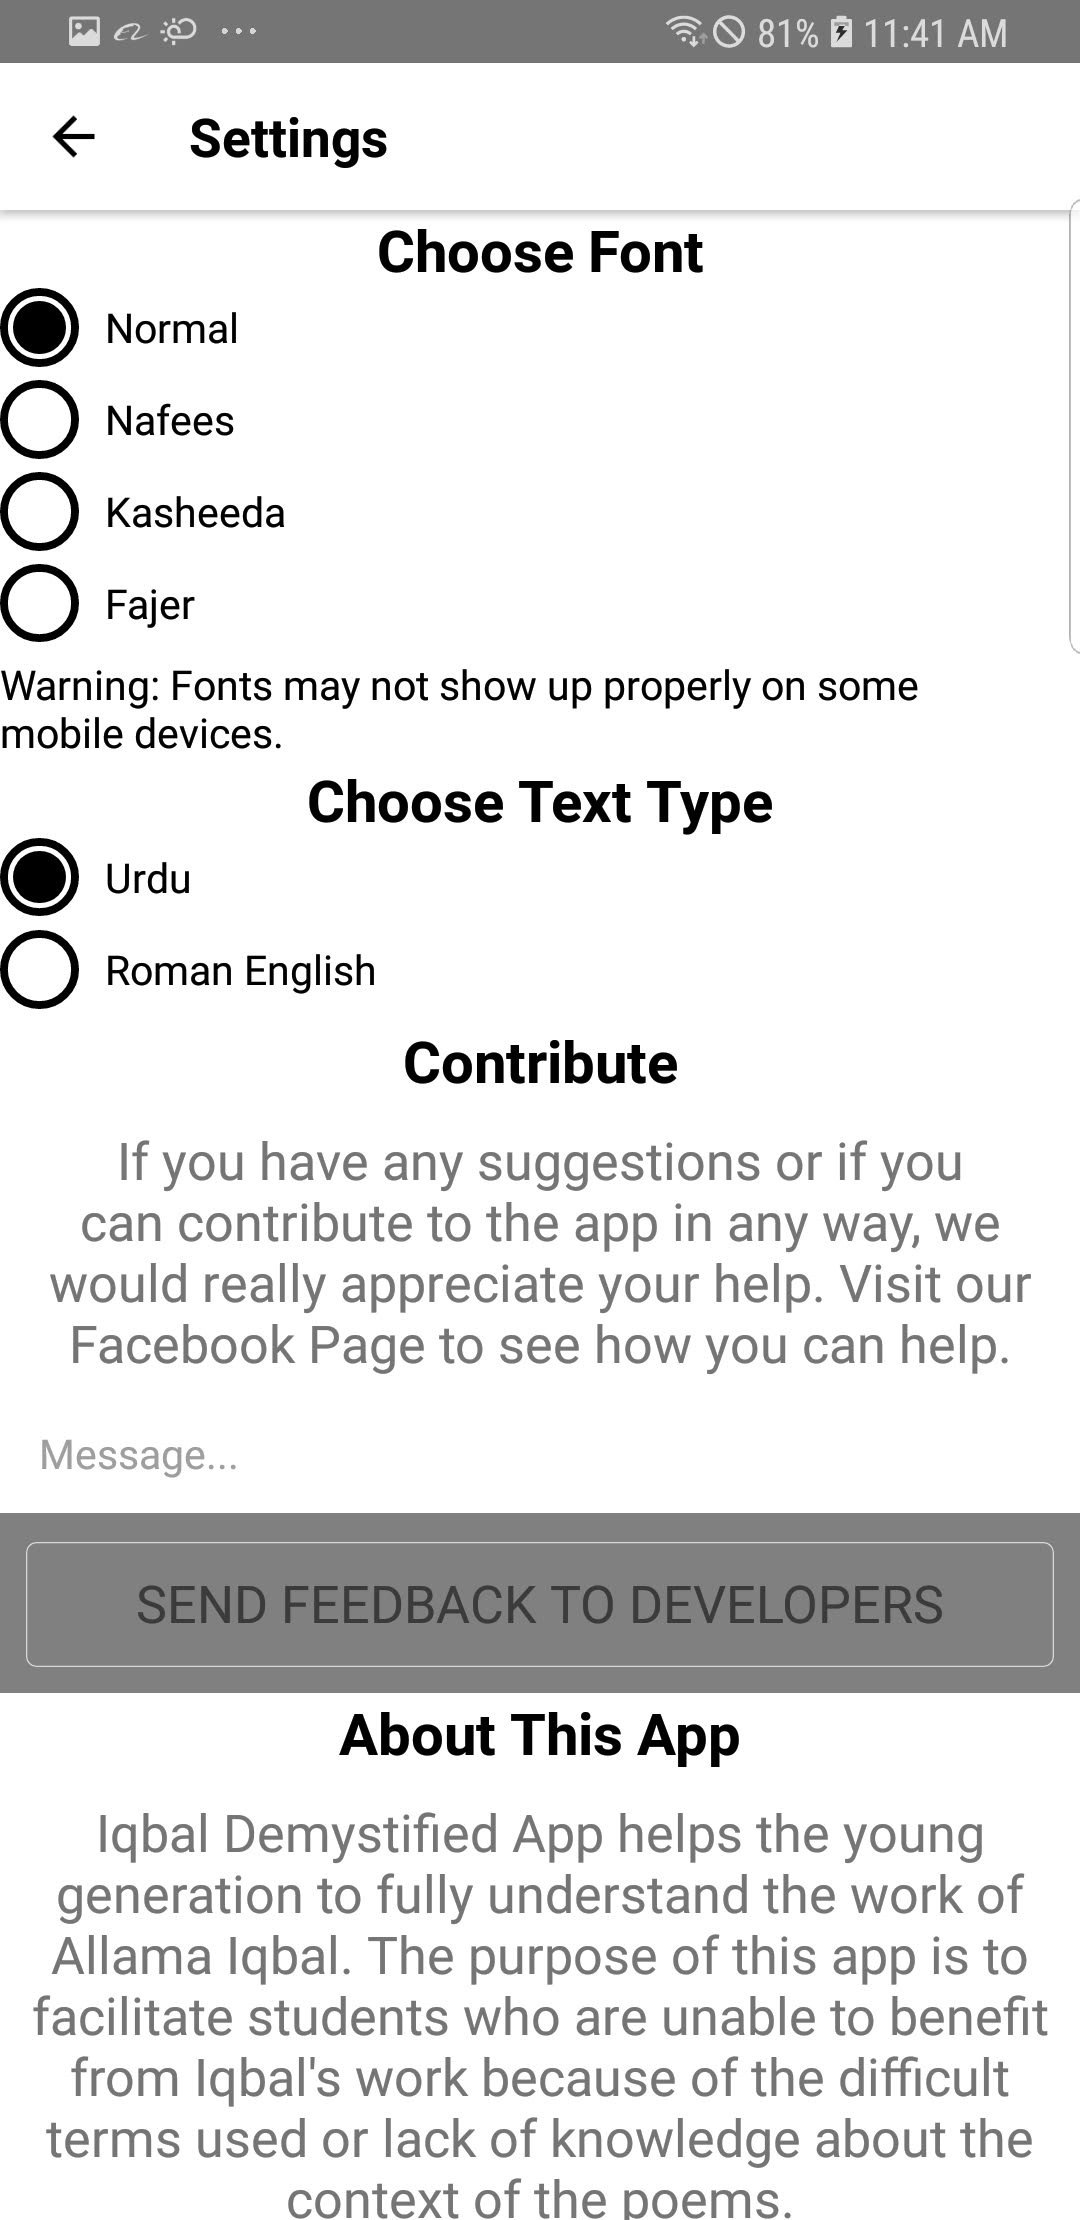 81% 11:41 AM
Settings
Choose Font
Normal
Nafees
Kasheeda
Fajer
Warning: Fonts may not show up properly on some
mobile devices.
Choose Text Type
Urdu
Roman English
Contribute
If you have any suggestions or if you
can contribute to the app in any way, we
would really appreciate your help. Visit our
Facebook Page to see how you can help.
Message...
SEND FEEDBACK TO DEVELOPERS
About This App
Iqbal Demystified App helps the young
generation to fully understand the work of
Allama Iqbal. The purpose of this app is to
facilitate students who are unable to benefit
from Iqbal's work because of the difficult
terms used or lack of knowledge about the
context of the poems.